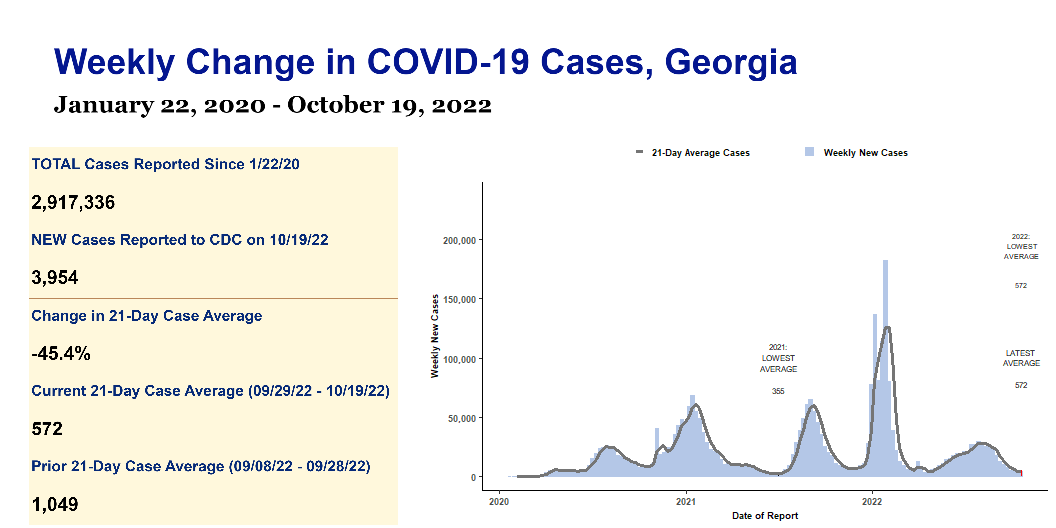 Weekly Change in COVID-19 Cases, Georgia
January 22, 2020 - October 19, 2022
TOTAL Cases Reported Since 1/22/20
2,917,336
NEW Cases Reported to CDC on 10/19/22
3,954
Change in 21-Day Case Average
-45.4%
Current 21-Day Case Average (09/29/22 - 10/19/22)
572
Prior 21-Day Case Average (09/08/22 - 09/28/22)
1,049
21-Day Average Cases
Weekly New Cases
Weekly New Cases
200,000
150,000
100,000
50,000
0
2021:
LOWEST
AVERAGE
355
2022:
LOWEST
AVERAGE
572
LATEST
AVERAGE
572
2020
2021
2022
Date of Report